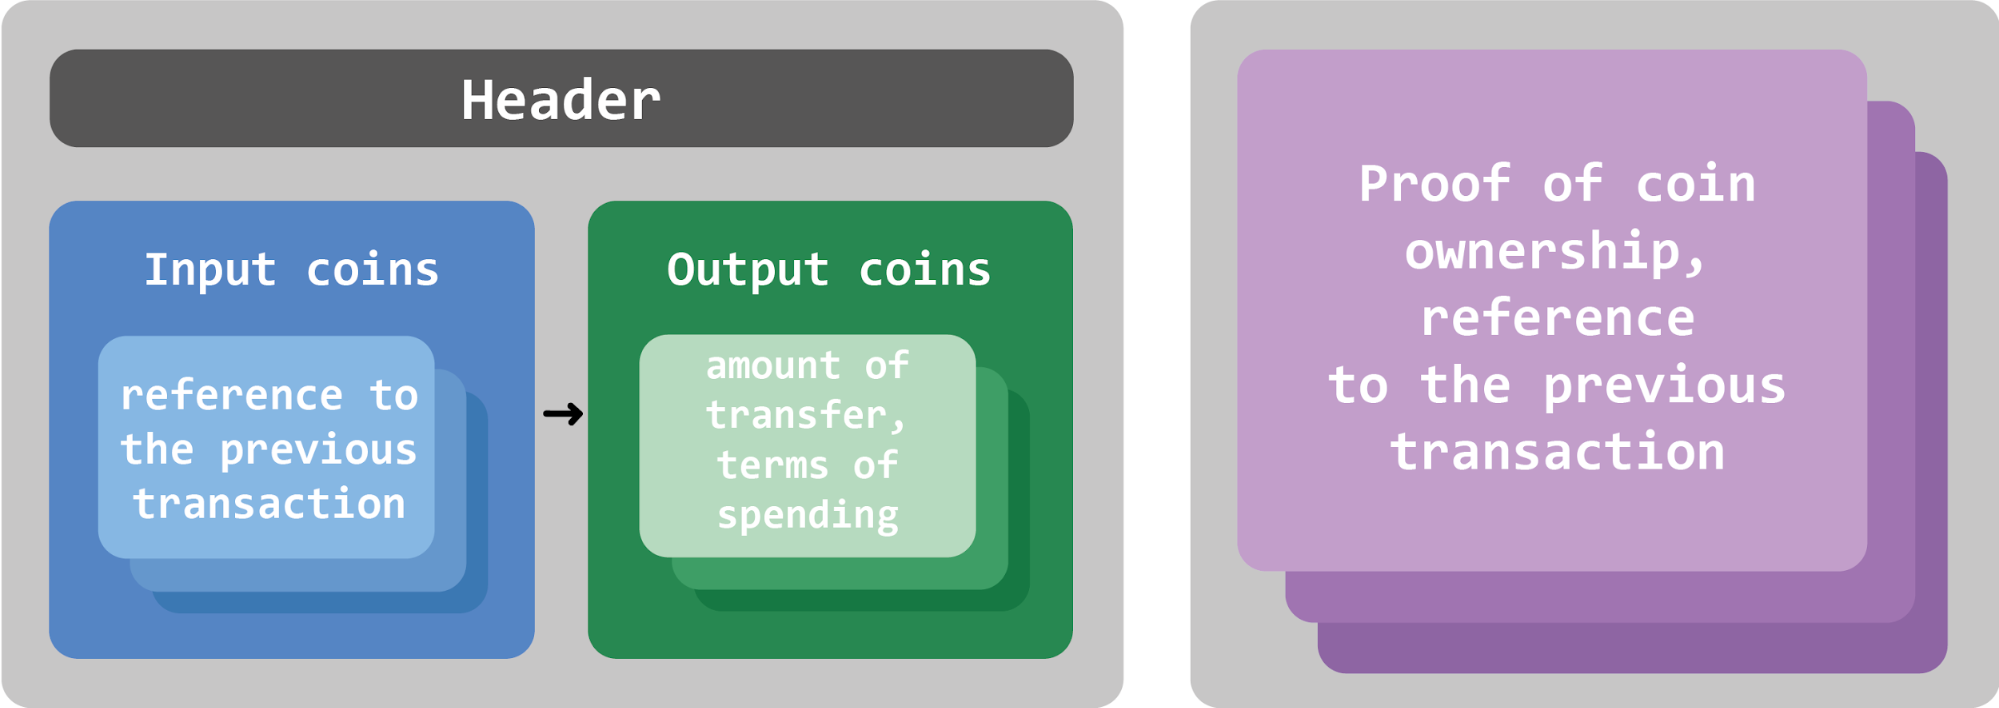 Header
Input coins
reference to
the previous
transaction
→
Output coins
amount of
transfer,
terms of
spending
Proof of coin
ownership,
reference
to the previous
transaction